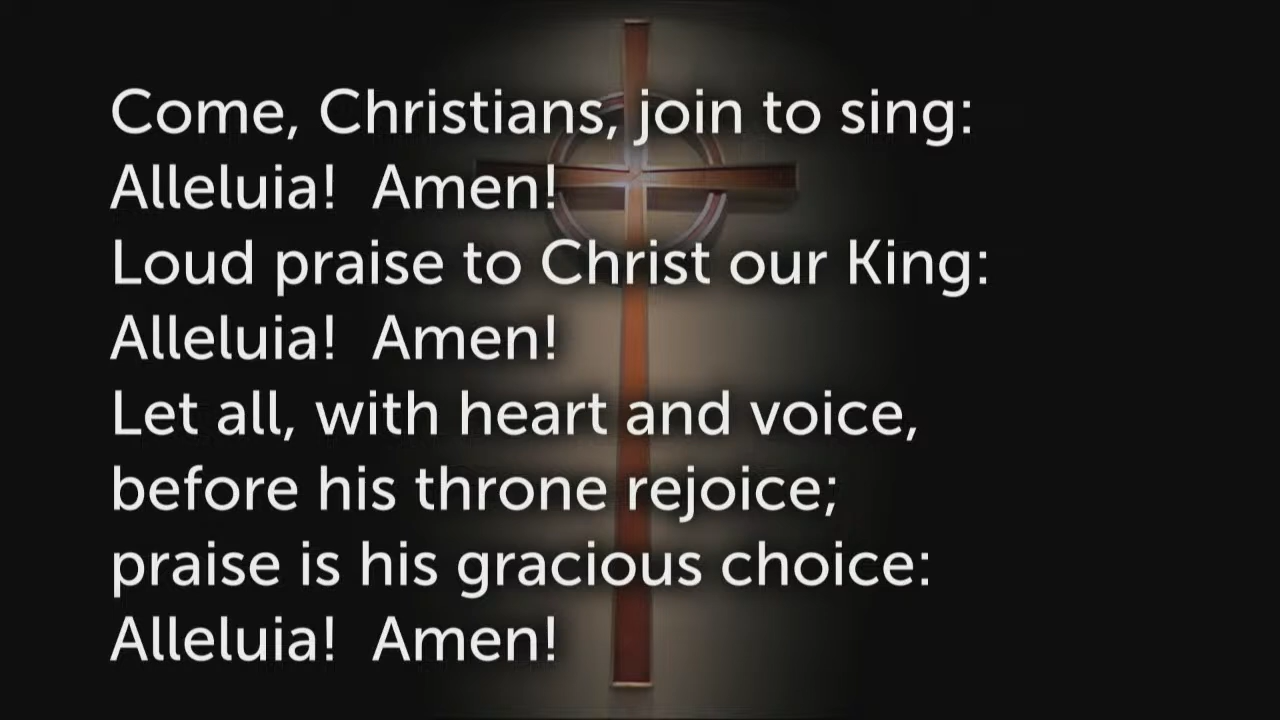 Come, Christians, join to sing:
Alleluia!  Amen!
Loud praise to Christ our King:
Alleluia!  Amen!
Let all, with heart and voice,
before his throne rejoice;
praise is his gracious choice:
Alleluia!  Amen!